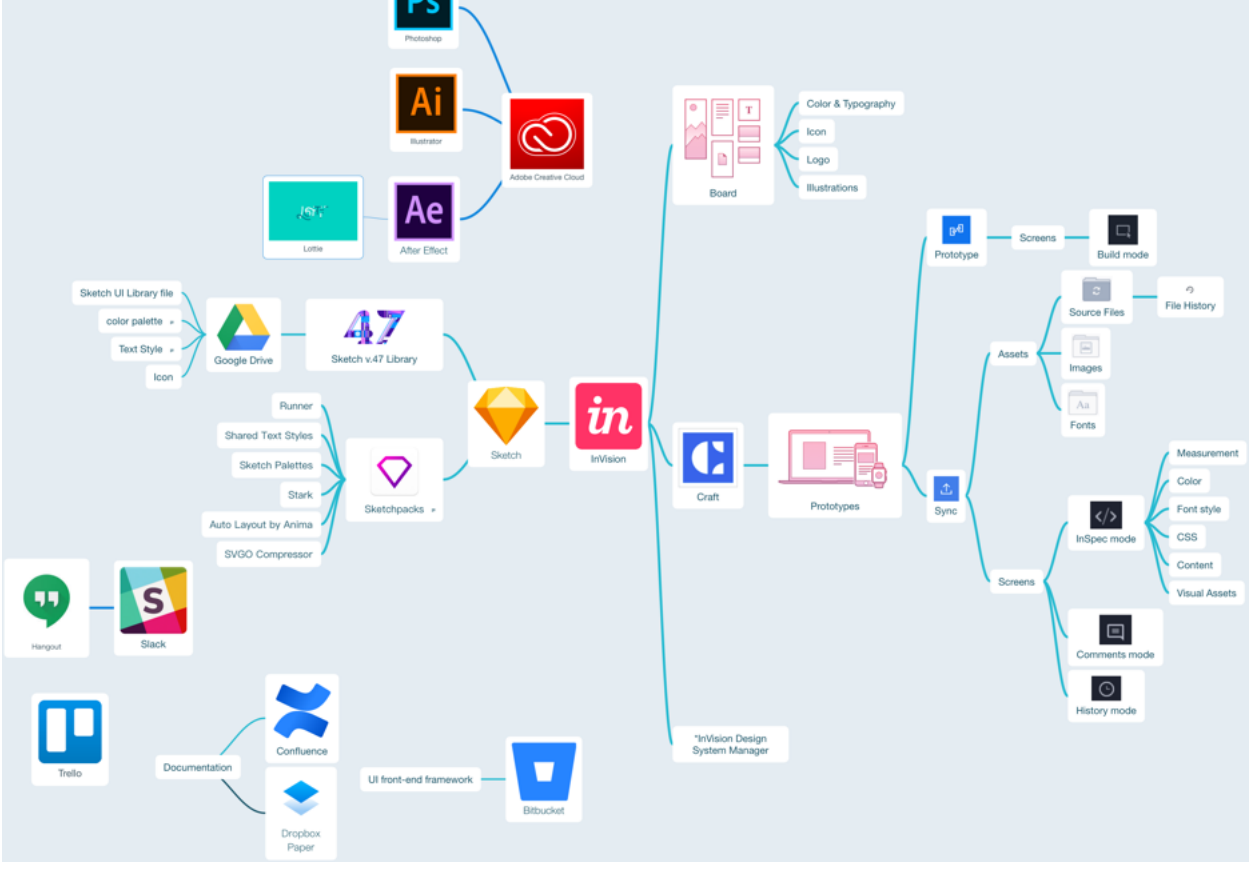 Ps
Photoshop
Ai
Illustrator
Adobe Creative Cloud
Lottie
Ae
After Effect
Sketch UI Library file
color palette
Text Style
Icon
Google Drive
47
Sketch v.47 Library
Runner
Shared Text Styles
Sketch Palettes
Stark
Auto Layout by Anima
SVGO Compressor
Sketchpacks
Sketch
in
InVision
Hangout
S
Slack
Trello
Documentation
Confluence
Dropbox
Paper
UI front-end framework
Bitbucket
T
Board
Color & Typography
Icon
Logo
Illustrations
Craft
Prototypes
"InVision Design
System Manager
Prototype
Screens
Build mode
Sync
Assets
Source Files
File History
Images
Aa
Fonts
Screens
</>
InSpec mode
Measurement
Color
Font style
CSS
Content
Visual Assets
Comments mode
History mode